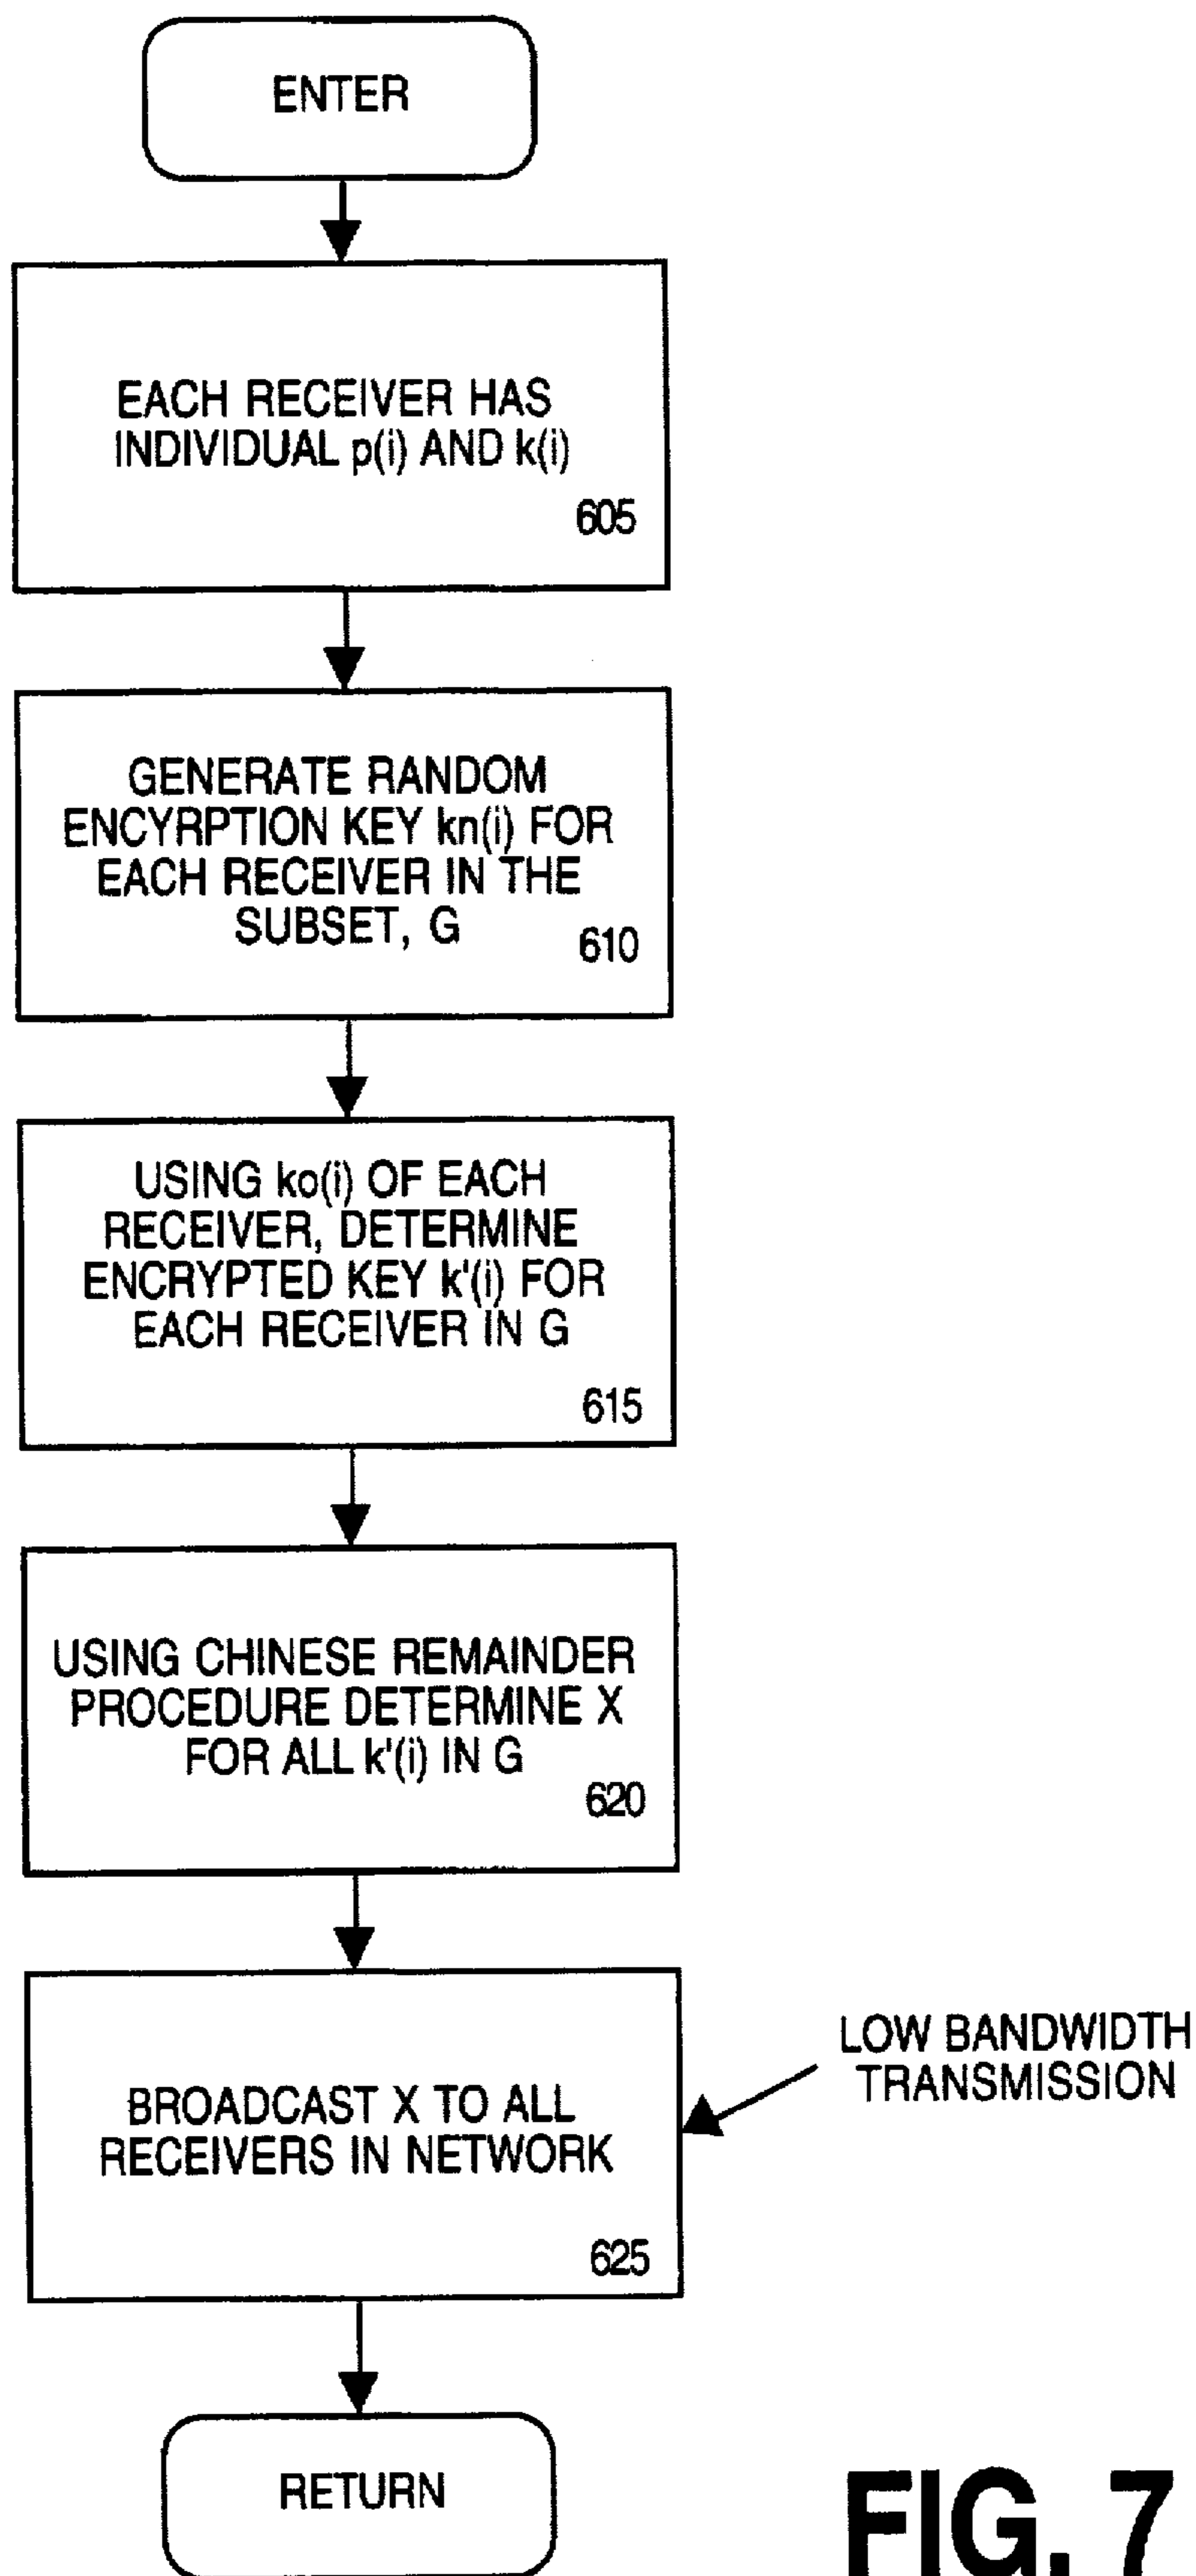 ENTER
EACH RECEIVER HAS
INDIVIDUAL p(i) AND k(i)
605
GENERATE RANDOM
ENCYRPTION KEY kn(i) FOR
EACH RECEIVER IN THE
SUBSET, G
610
USING ko(i) OF EACH
RECEIVER, DETERMINE
ENCRYPTED KEY k'(i) FOR
EACH RECEIVER IN G
615
USING CHINESE REMAINDER
PROCEDURE DETERMINE X
FOR ALL k'(i) IN G
620
BROADCAST X TO ALL
RECEIVERS IN NETWORK
625
LOW BANDWIDTH
TRANSMISSION
RETURN
FIG. 7